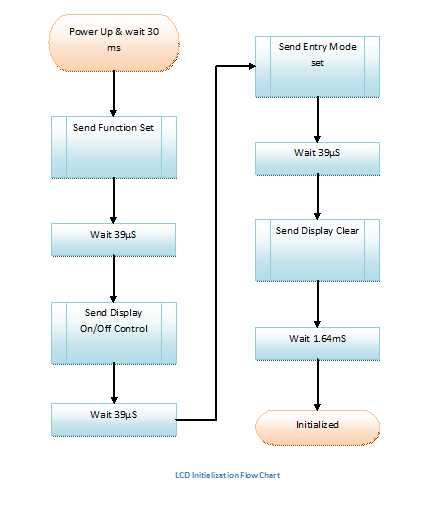 Power Up & wait 30
ms
Send Function Set
Wait 39µS
Send Display
On/Off Control
Wait 39µS
Send Entry Mode
set
Wait 39µS
Send Display Clear
Wait 1.64mS
Initialized
LCD Initialization Flow Chart